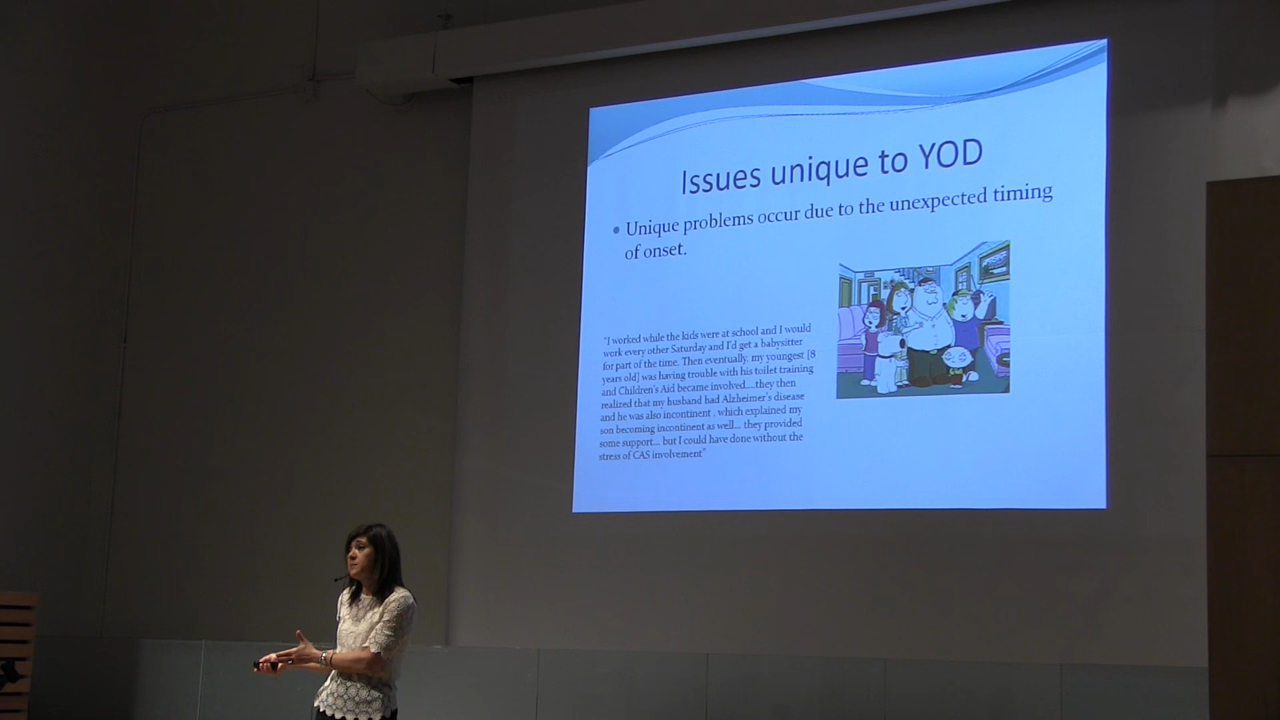 Issues unique to YOD
• Unique problems occur due to the unexpected timing
of onset.
"I worked while the kids were at school and I would
work every other Saturday and I'd get a babysitter
for part of the time. Then eventually, my youngest [8
years old] was having trouble with his toilet training
and Children's Aid became involved....they then
realized that my husband had Alzheimer's disease
and he was also incontinent , which explained my
son becoming incontinent as well... they provided
some support... but I could have done without the
stress of CAS involvement"